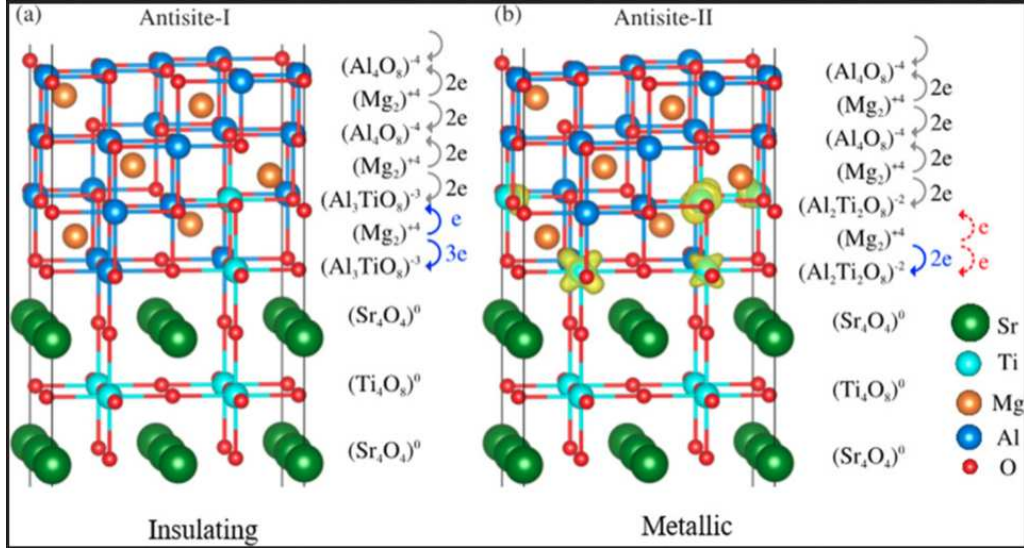 (a) Antisite-I
(Al₄O₈)⁻⁴
2e
(Mg₂)⁺⁴
2e
(Al₄O₈)⁻⁴
2e
(Mg₂)⁺⁴
2e
(Al₃TiO₈)⁻³
e
(Mg₂)⁺⁴
3e
(Al₃TiO₈)⁻³
(Sr₄O₄)⁰
(Ti₄O₈)⁰
(Sr₄O₄)⁰
Insulating
(b) Antisite-II
(Al₄O₈)⁻⁴
2e
(Mg₂)⁺⁴
2e
(Al₄O₈)⁻⁴
2e
(Mg₂)⁺⁴
2e
(Al₂Ti₂O₈)⁻²
e
(Mg₂)⁺⁴
2e e
(Al₂Ti₂O₈)⁻²
(Sr₄O₄)⁰
(Ti₄O₈)⁰
(Sr₄O₄)⁰
Metallic
Sr
Ti
Mg
Al
O